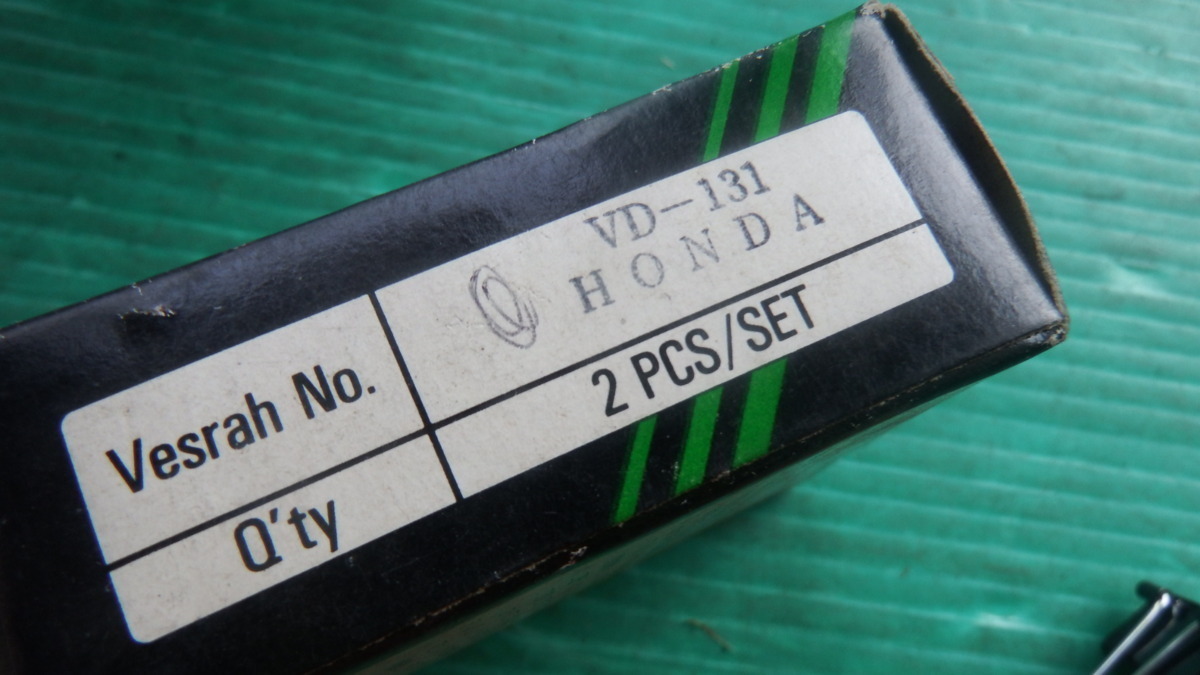 Vesrah No.
VD-131
HONDA
Q'ty
2 PCS/SET